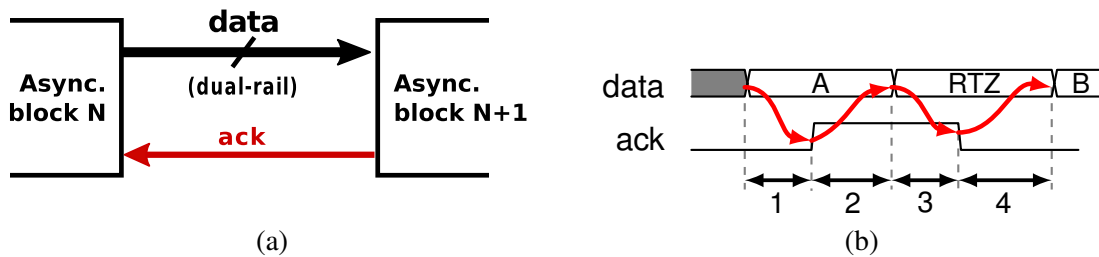 data
(dual-rail)
Async.
block N
Async.
block N+1
ack
(a)
data
A
RTZ
B
ack
1
2
3
4
(b)